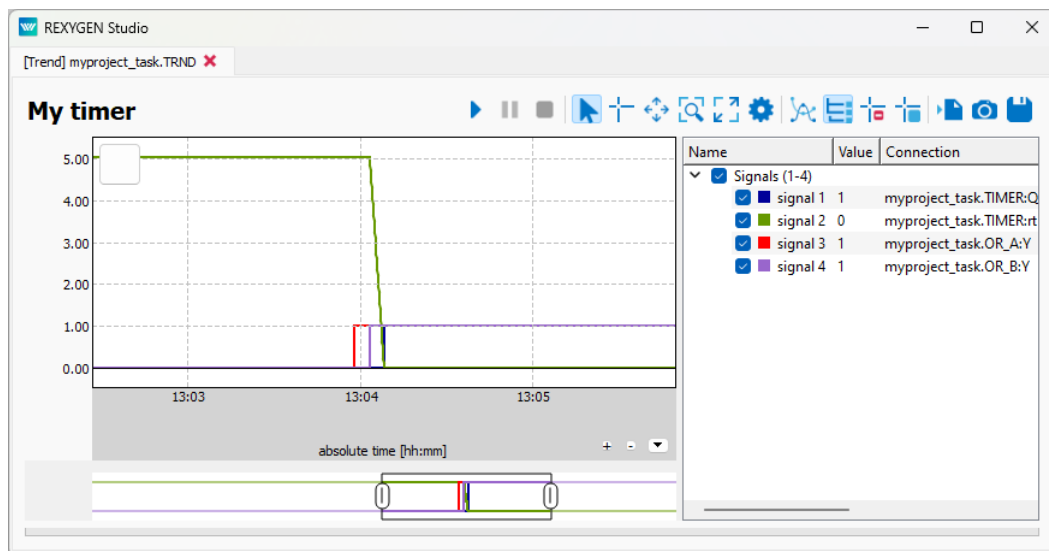 REXYGEN Studio
[Trend] myproject_task.TRND
My timer
5.00
4.00
3.00
2.00
1.00
0.00
13:03 13:04 13:05
absolute time [hh:mm]
+ -
Name Value Connection
Signals (1-4)
signal 1 1 myproject_task.TIMER:Q
signal 2 0 myproject_task.TIMER:rt
signal 3 1 myproject_task.OR_A:Y
signal 4 1 myproject_task.OR_B:Y